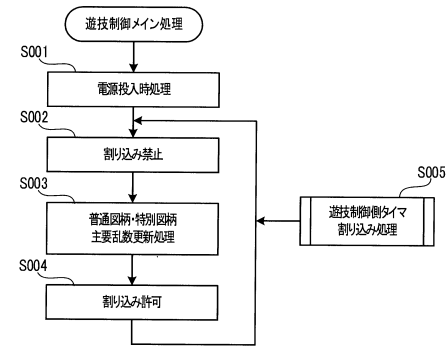 遊技制御メイン処理
S001
電源投入時処理
S002
割り込み禁止
S003
普通図柄・特別図柄
主要乱数更新処理
S004
割り込み許可
S005
遊技制御側タイマ
割り込み処理